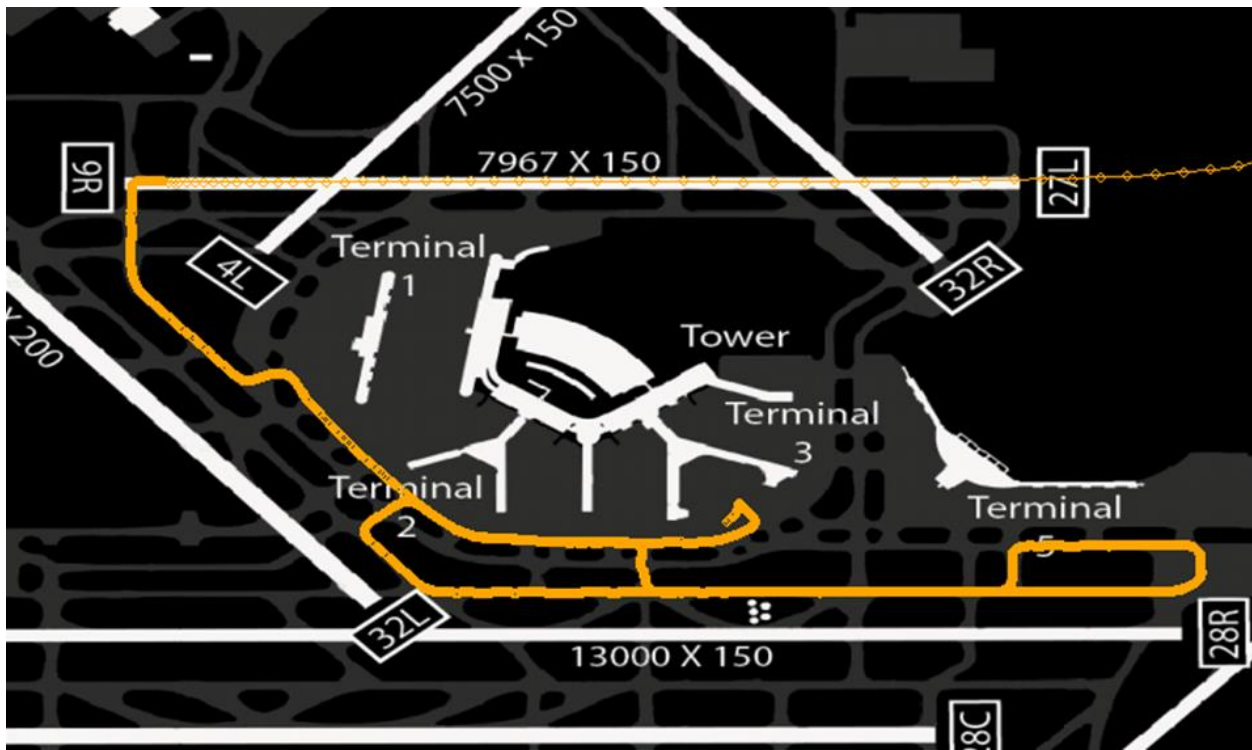 7500 x 150
9R
7967 X 150
27L
Terminal
1
4L
32R
x 200
Tower
Terminal
3
Terminal
2
Terminal
5
32L
28R
13000 X 150
28C